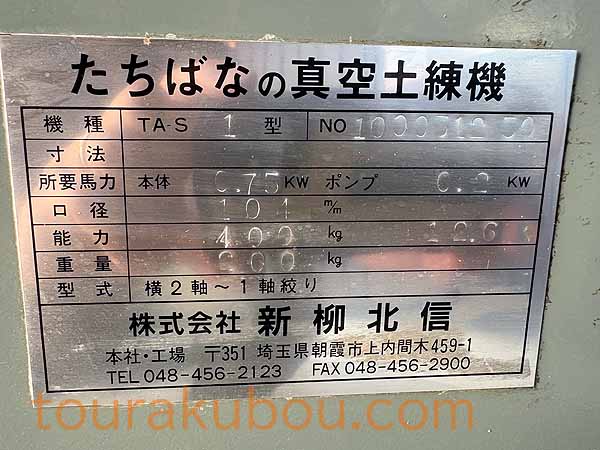 たちばなの真空土練機
機種 TA-S 1 型 NO
寸法
所要馬力 本体 0.75 KW ポンプ 0.2 KW
口径 101 m/m
能力 400 kg
重量 kg
型式 横2軸~1軸絞り
株式会社 新柳北信
本社・工場 〒351 埼玉県朝霞市上内間木459-1
TEL 048-456-2123 FAX 048-456-2900
tourakubou.com